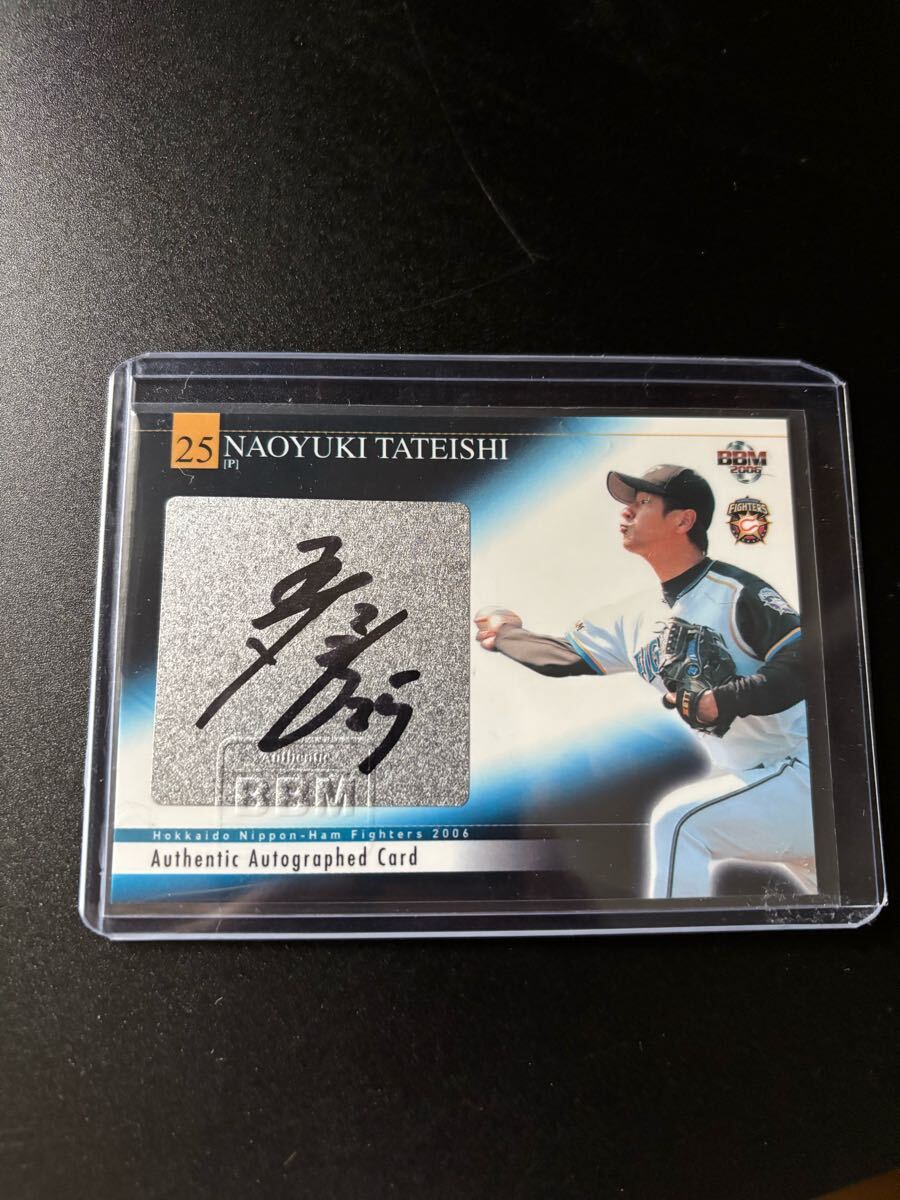 25 NAOYUKI TATEISHI
[P]
BBM
2006
FIGHTERS
Authentic
BBM
Hokkaido Nippon-Ham Fighters 2006
Authentic Autographed Card